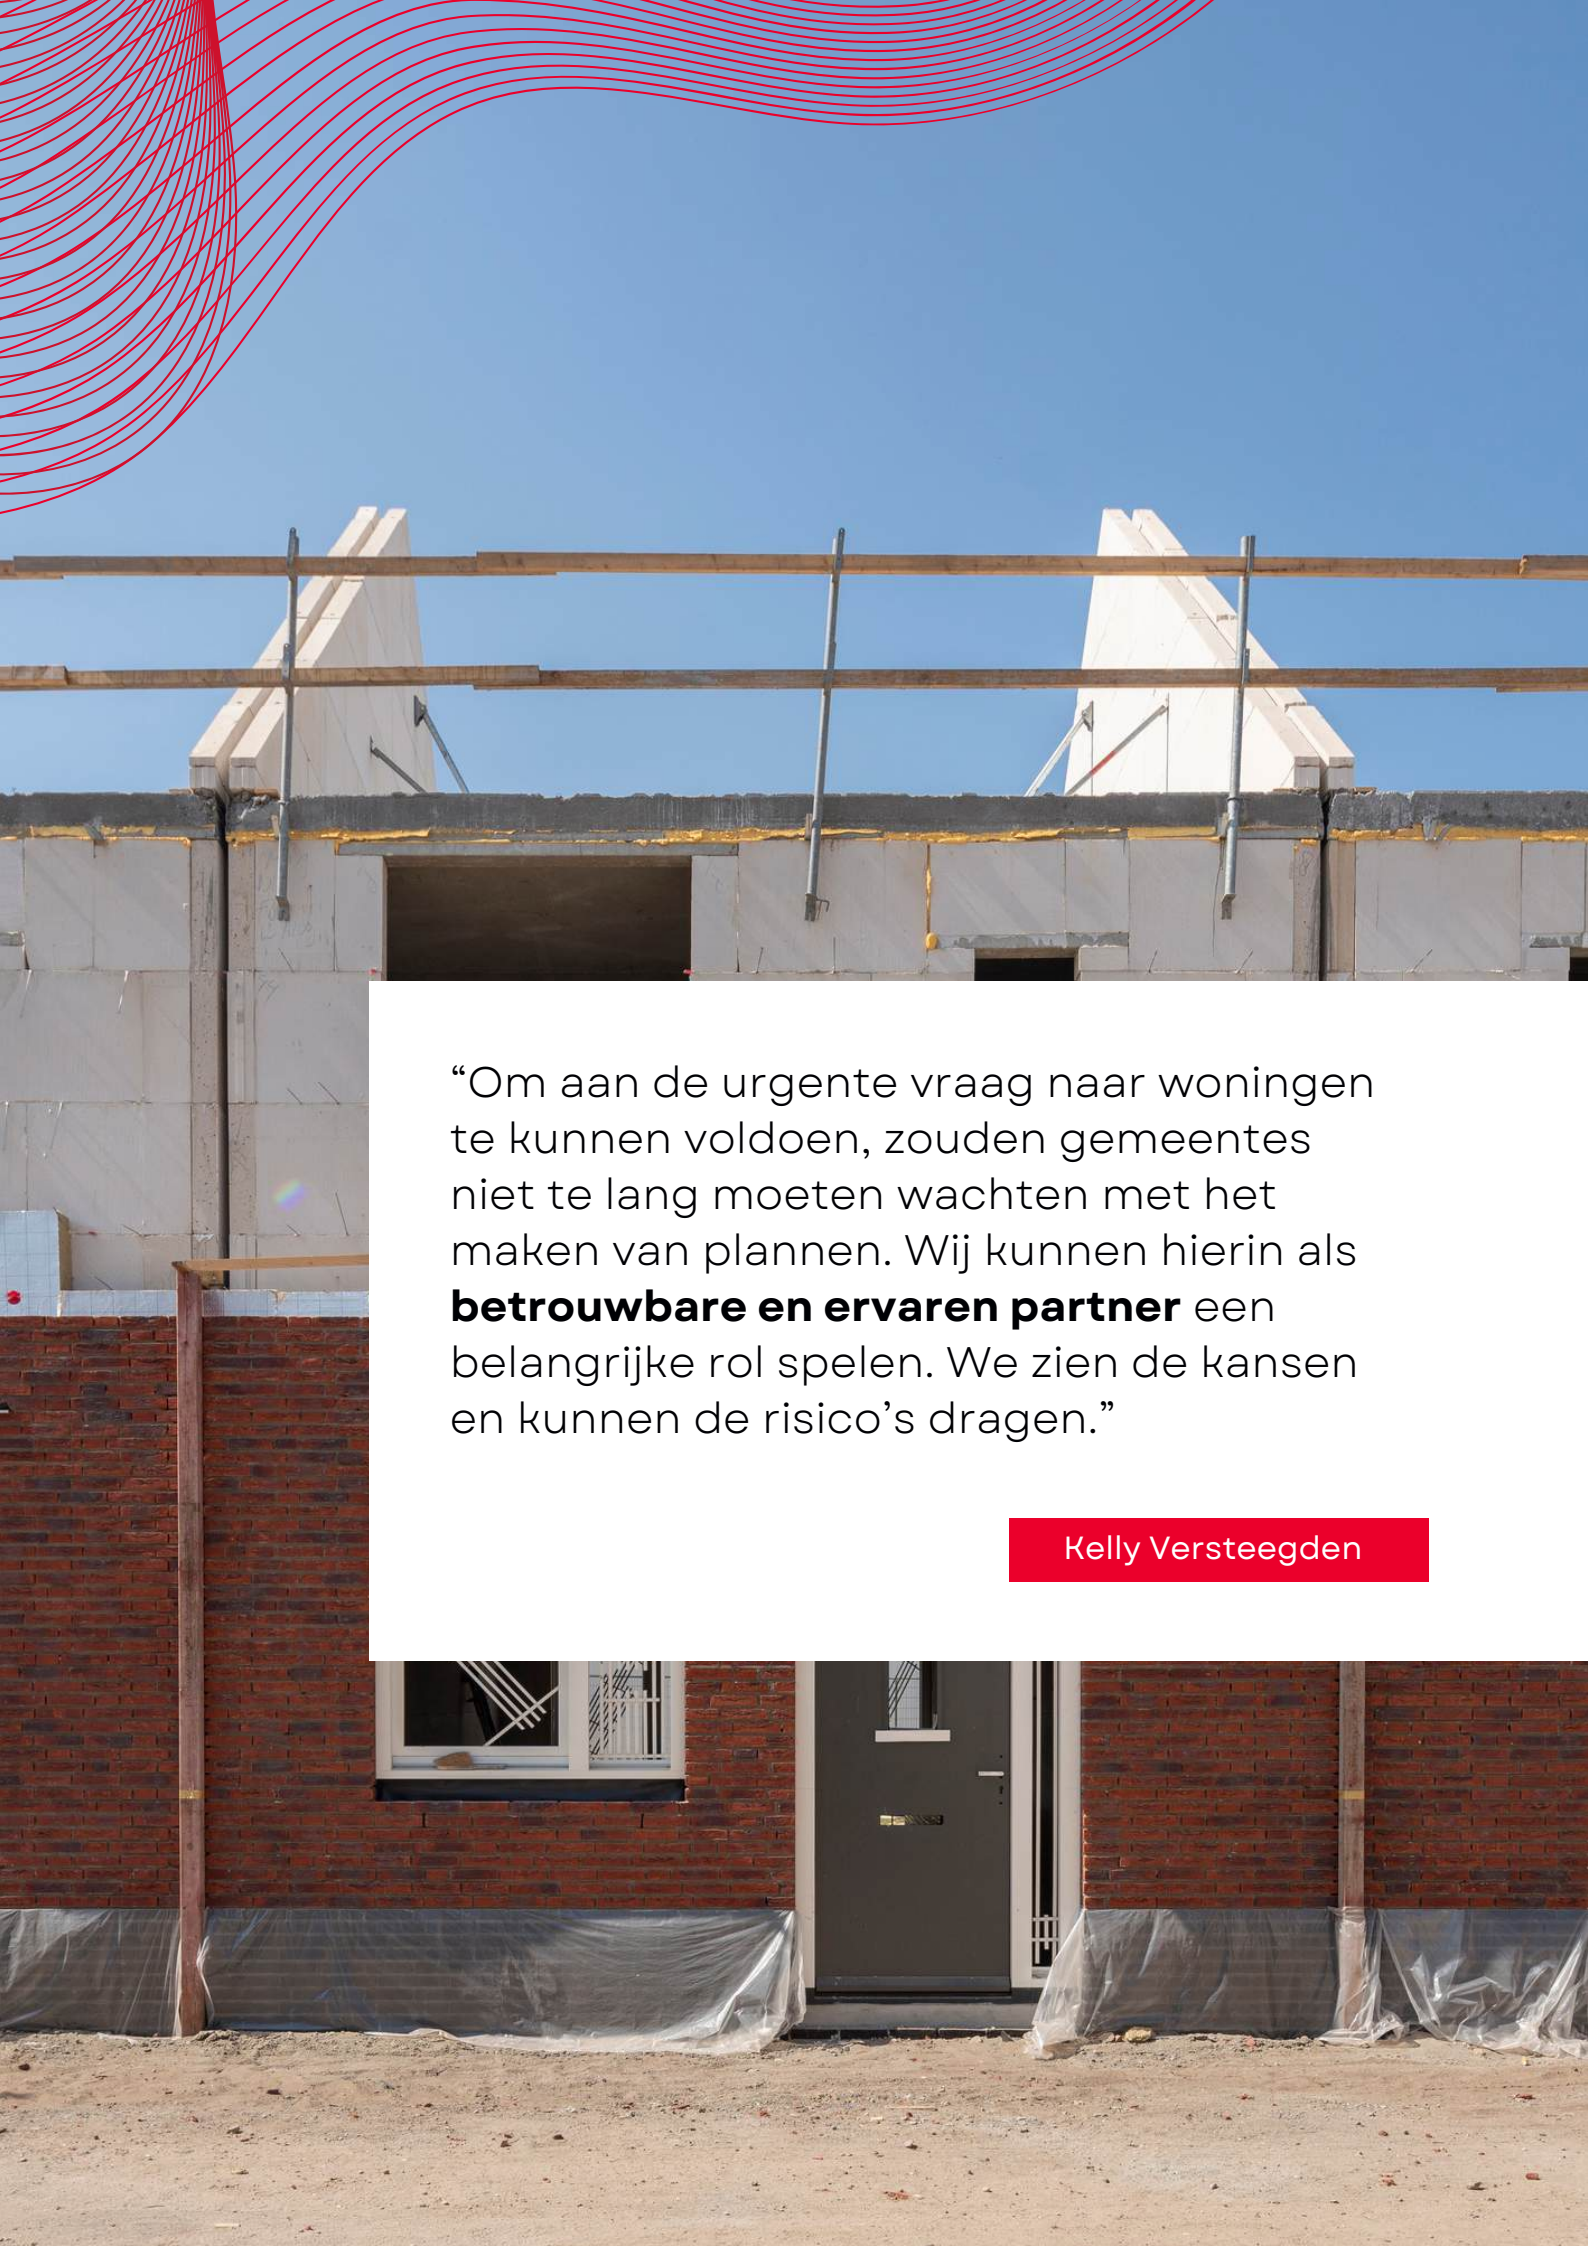 “Om aan de urgente vraag naar woningen
te kunnen voldoen, zouden gemeentes
niet te lang moeten wachten met het
maken van plannen. Wij kunnen hierin als
betrouwbare en ervaren partner een
belangrijke rol spelen. We zien de kansen
en kunnen de risico’s dragen.”
Kelly Versteegden